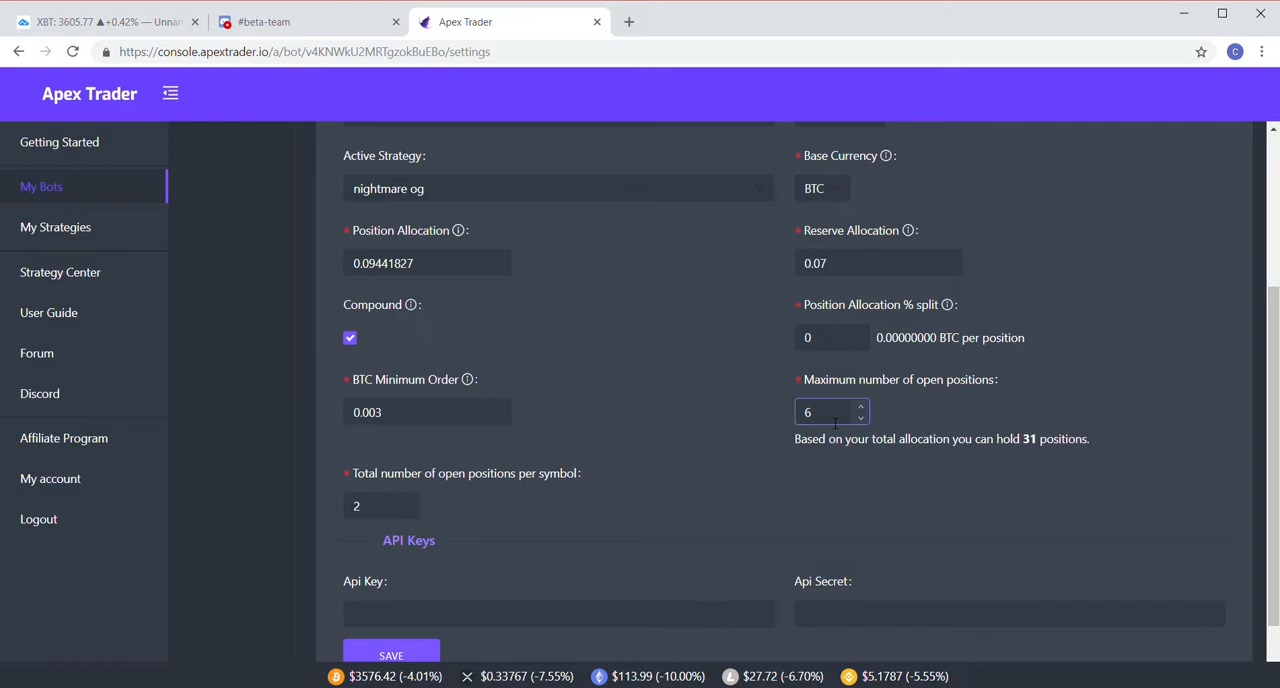 XBT: 3605.77 ▲+0.42% — Unnan
#beta-team
Apex Trader
https://console.apextrader.io/a/bot/v4KNWkU2MRTgzokBuEBo/settings
C
Apex Trader
Getting Started
My Bots
My Strategies
Strategy Center
User Guide
Forum
Discord
Affiliate Program
My account
Logout
Active Strategy:
nightmare og
* Base Currency:
BTC
* Position Allocation:
0.09441827
* Reserve Allocation:
0.07
Compound:
* Position Allocation % split:
0
0.00000000 BTC per position
* BTC Minimum Order:
0.003
* Maximum number of open positions:
6
Based on your total allocation you can hold 31 positions.
* Total number of open positions per symbol:
2
API Keys
Api Key:
Api Secret:
SAVE
$3576.42 (-4.01%) $0.33767 (-7.55%) $113.99 (-10.00%) $27.72 (-6.70%) $5.1787 (-5.55%)